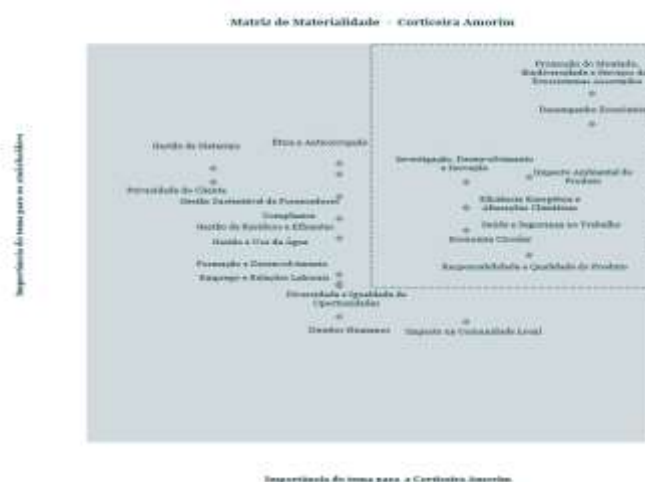 Matriz de Materialidade - Corticeira Amorim
Promoção do Montado,
Biodiversidade e Serviços de
Ecossistemas Associados
Desempenho Económico
Gestão de Materiais
Ética e Anticorrupção
Investigação, Desenvolvimento
e Inovação
Impacte Ambiental do
Produto
Privacidade do Cliente
Gestão Sustentável de Fornecedores
Eficiência Energética e
Alterações Climáticas
Compliance
Gestão de Resíduos e Efluentes
Saúde e Segurança no Trabalho
Gestão e Uso da Água
Economia Circular
Formação e Desenvolvimento
Responsabilidade e Qualidade do Produto
Emprego e Relações Laborais
Diversidade e Igualdade de
Oportunidades
Direitos Humanos
Impacto na Comunidade Local
Importância do tema para os stakeholders
Importância do tema para a Corticeira Amorim